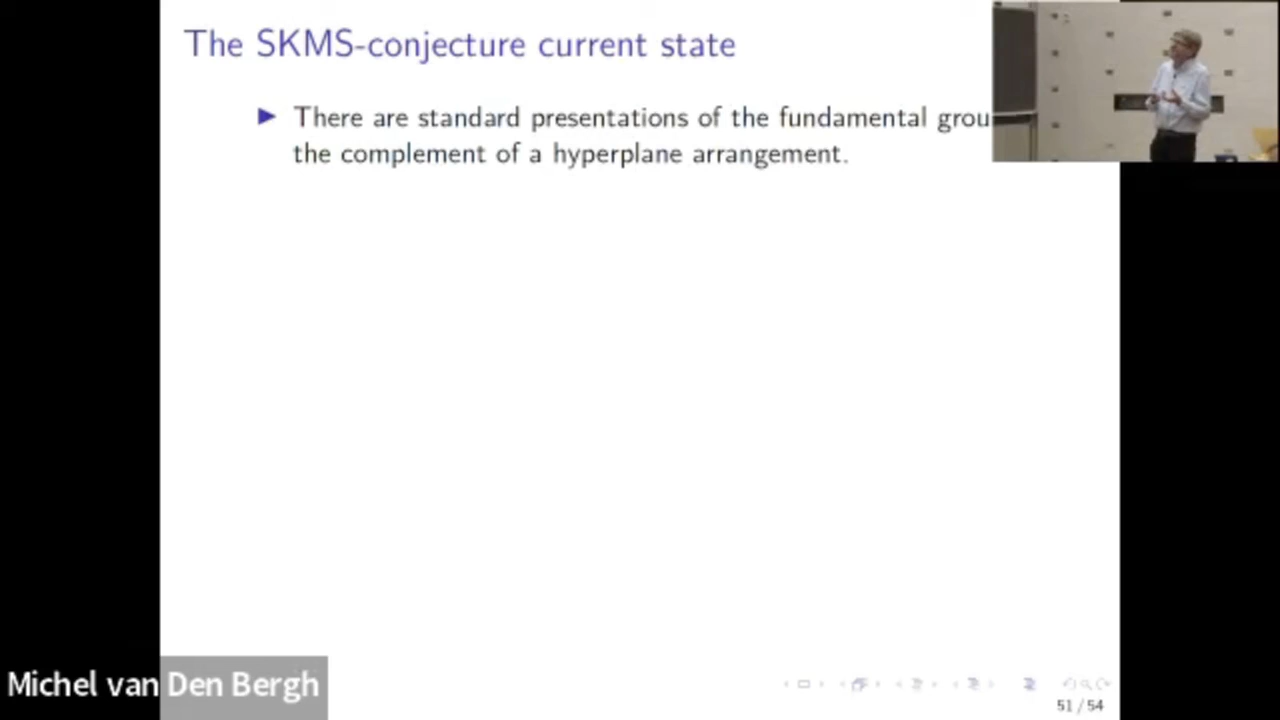 The SKMS-conjecture current state
▶ There are standard presentations of the fundamental grou
the complement of a hyperplane arrangement.
Michel van Den Bergh
51 / 54